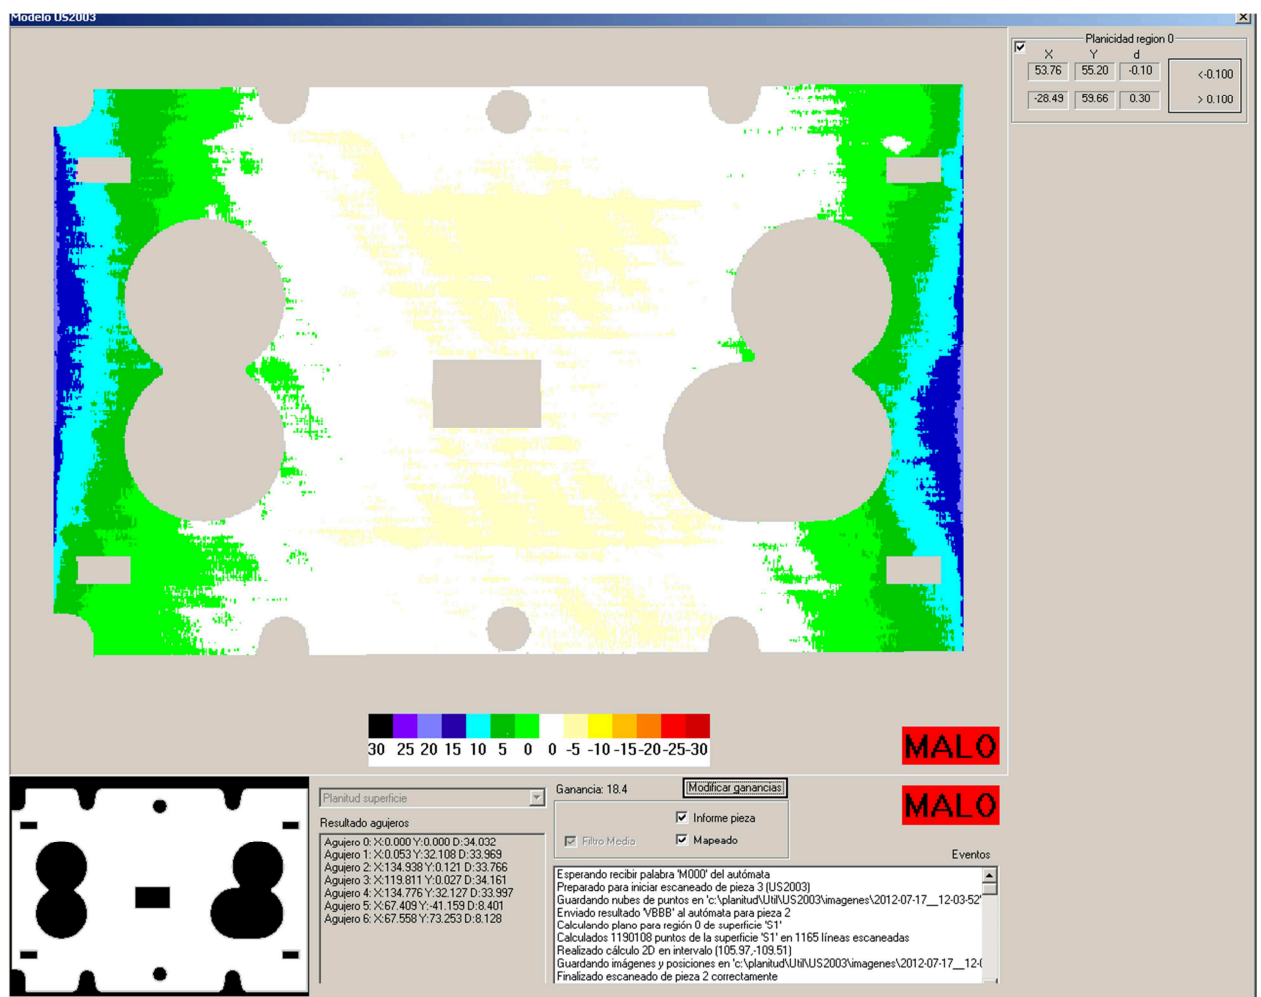 Modelo US2003
Planicidad region 0
X Y d
53.76 55.20 -0.10 <-0.100
-28.49 59.66 0.30 > 0.100
30 25 20 15 10 5 0 0 -5 -10 -15 -20 -25 -30
MALO
Planitud superficie
Resultado agujeros
Agujero 0: X:0.000 Y:0.000 D:34.032
Agujero 1: X:0.053 Y:32.108 D:33.969
Agujero 2: X:134.938 Y:0.121 D:33.766
Agujero 3: X:119.811 Y:0.027 D:34.161
Agujero 4: X:134.776 Y:32.127 D:33.997
Agujero 5: X:67.409 Y:-41.159 D:8.401
Agujero 6: X:67.558 Y:73.253 D:8.128
Ganancia: 18.4
Modificar ganancias
Informe pieza
Filtro Media
Mapeado
MALO
Eventos
Esperando recibir palabra 'M000' del autómata
Preparado para iniciar escaneado de pieza 3 (US2003)
Guardando nubes de puntos en 'c:\planitud\Util\US2003\imagenes\2012-07-17__12-03-52'
Enviado resultado 'VBBB' al autómata para pieza 2
Calculando plano para región 0 de superficie 'S1'
Calculados 1190108 puntos de la superficie 'S1' en 1165 líneas escaneadas
Realizado cálculo 2D en intervalo (105.97,-109.51)
Guardando imágenes y posiciones en 'c:\planitud\Util\US2003\imagenes\2012-07-17__12-0
Finalizado escaneado de pieza 2 correctamente